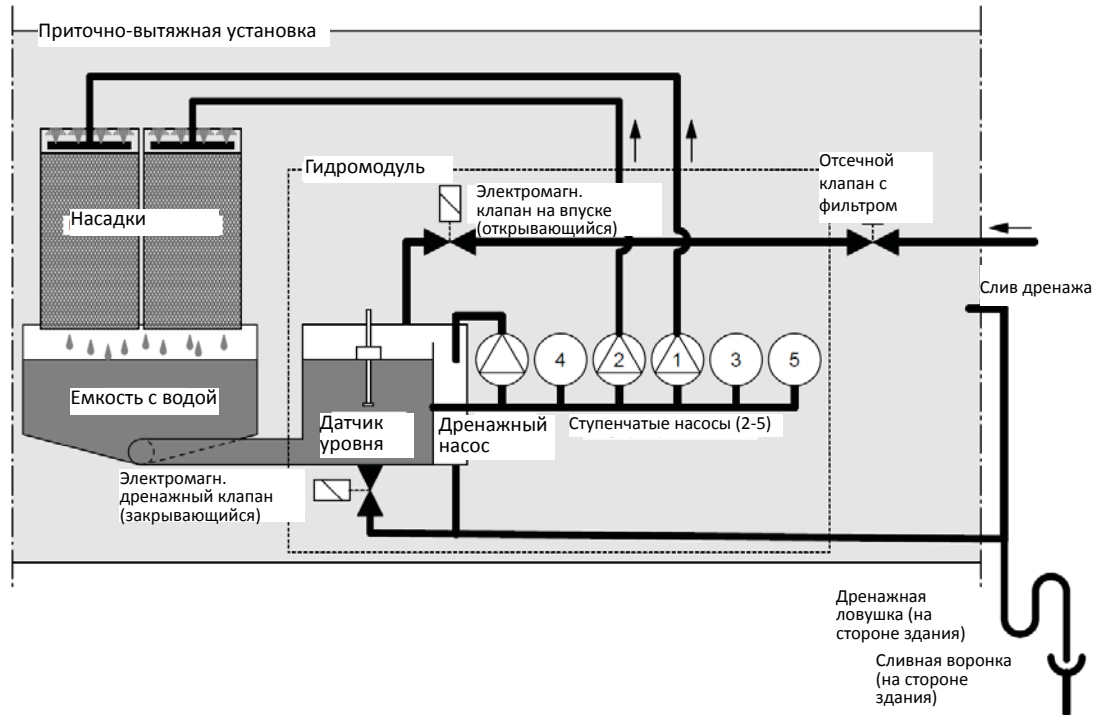 Приточно-вытяжная установка
Гидромодуль
Электромагн.
клапан на впуске
(открывающийся)
Отсечной
клапан с
фильтром
Насадки
Слив дренажа
4
2
1
3
5
Емкость с водой
Датчик
уровня
Дренажный
насос
Ступенчатые насосы (2-5)
Электромагн.
дренажный клапан
(закрывающийся)
Дренажная
ловушка (на
стороне здания)
Сливная воронка
(на стороне
здания)